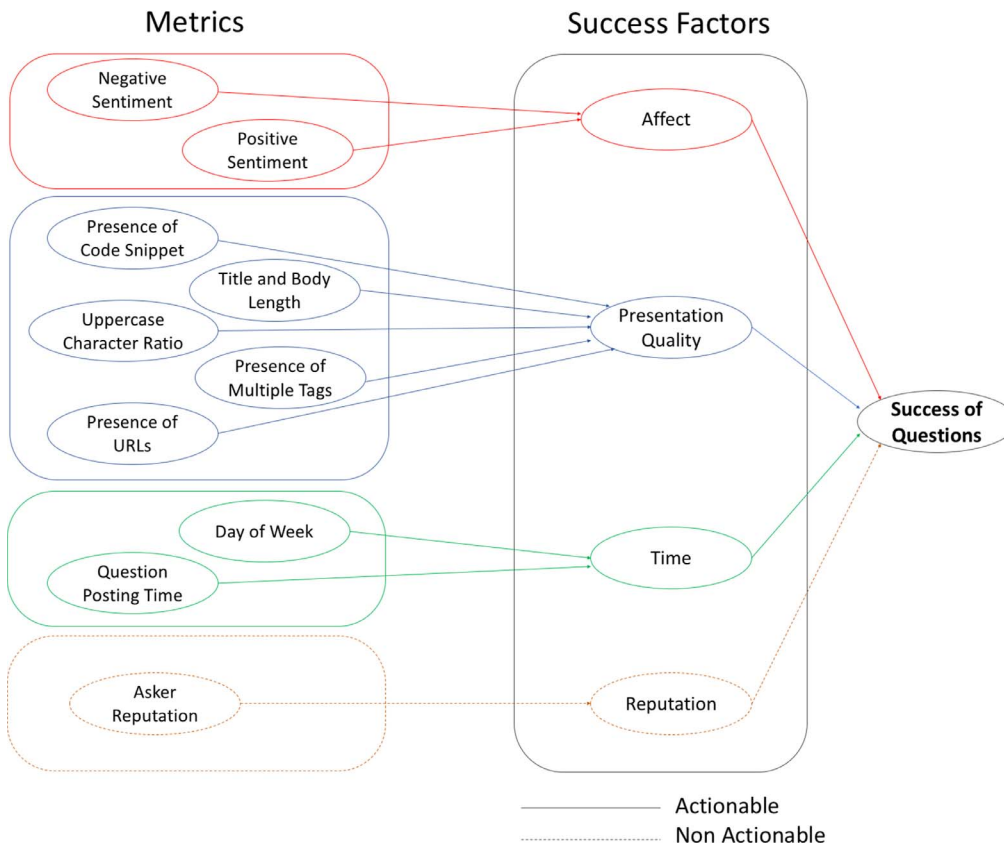 Metrics
Success Factors
Negative
Sentiment
Positive
Sentiment
Affect
Presence of
Code Snippet
Title and Body
Length
Uppercase
Character Ratio
Presence of
Multiple Tags
Presence of
URLs
Presentation
Quality
Success of
Questions
Day of Week
Question
Posting Time
Time
Asker
Reputation
Reputation
Actionable
Non Actionable